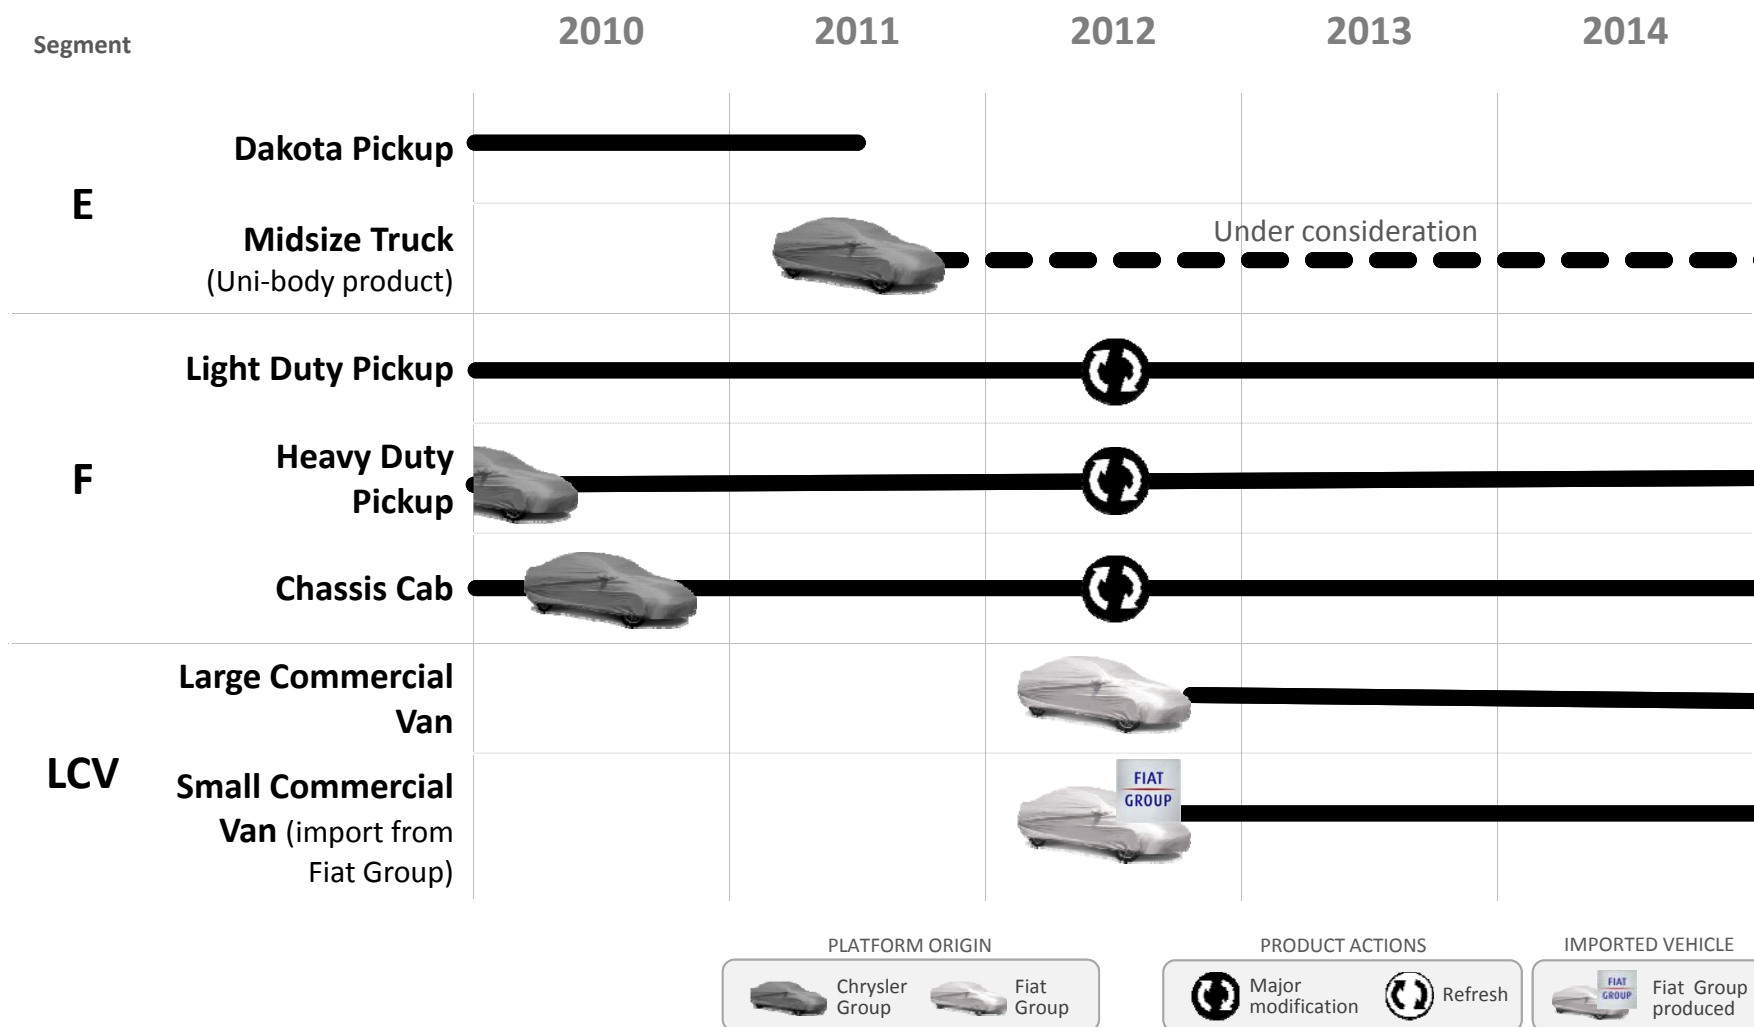 Segment
2010 2011 2012 2013 2014
E
Dakota Pickup
Midsize Truck
(Uni-body product)
Under consideration
F
Light Duty Pickup
Heavy Duty
Pickup
Chassis Cab
LCV
Large Commercial
Van
Small Commercial
Van (import from
Fiat Group)
FIAT
GROUP
PLATFORM ORIGIN
Chrysler
Group
Fiat
Group
PRODUCT ACTIONS
Major
modification
Refresh
IMPORTED VEHICLE
FIAT
GROUP
Fiat Group
produced